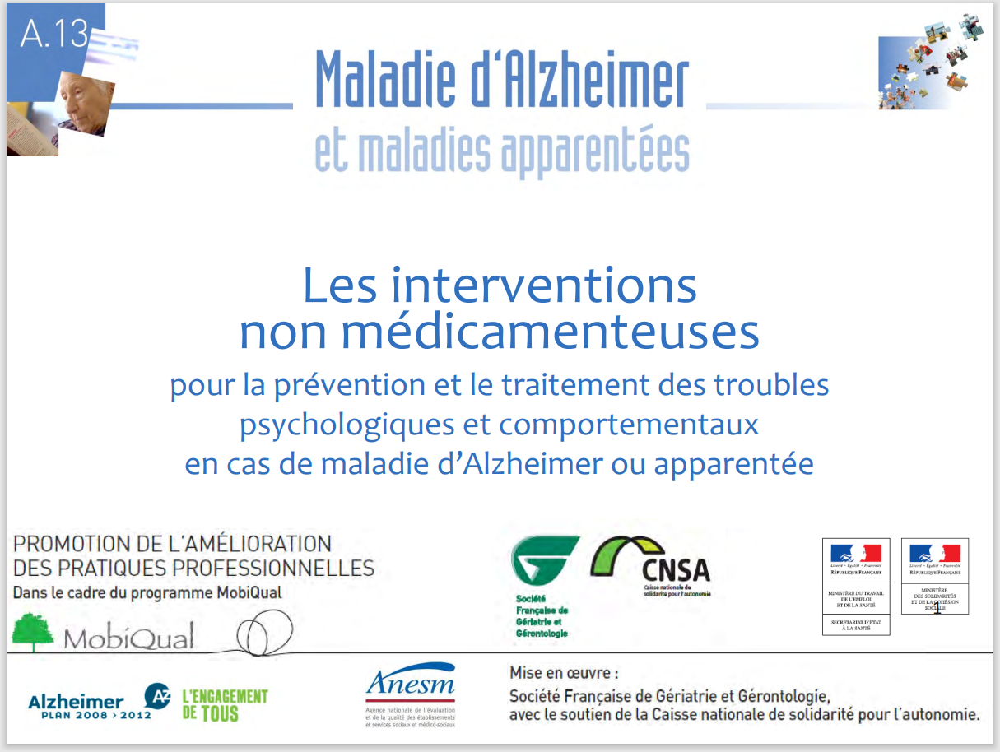 A.13
Maladie d'Alzheimer
et maladies apparentées
Les interventions
non médicamenteuses
pour la prévention et le traitement des troubles
psychologiques et comportementaux
en cas de maladie d’Alzheimer ou apparentée
PROMOTION DE L'AMÉLIORATION
DES PRATIQUES PROFESSIONNELLES
Dans le cadre du programme MobiQual
MobiQual
Société
Française de
Gériatrie et
Gérontologie
CNSA
Caisse nationale de
solidarité pour l'autonomie
Liberté • Égalité • Fraternité
RÉPUBLIQUE FRANÇAISE
MINISTÈRE DU TRAVAIL
DE L'EMPLOI
ET DE LA SANTÉ
SECRÉTARIAT D'ÉTAT
À LA SANTÉ
Liberté • Égalité • Fraternité
RÉPUBLIQUE FRANÇAISE
MINISTÈRE
DES SOLIDARITÉS
ET DE LA COHÉSION
SOCIALE
1
Alzheimer
PLAN 2008 > 2012
AZ
L'ENGAGEMENT
DE TOUS
Anesm
Agence nationale de l'évaluation
et de la qualité des établissements
et services sociaux et médico-sociaux
Mise en œuvre :
Société Française de Gériatrie et Gérontologie,
avec le soutien de la Caisse nationale de solidarité pour l'autonomie.